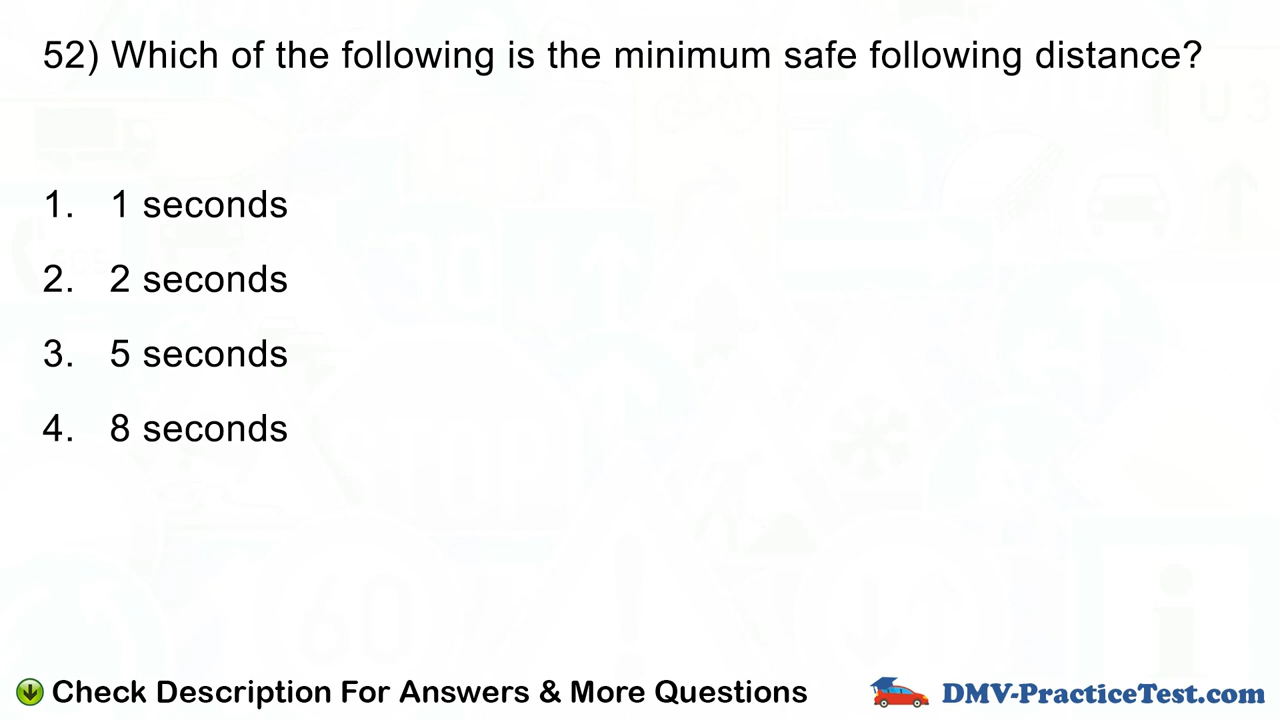 52) Which of the following is the minimum safe following distance?
1. 1 seconds
2. 2 seconds
3. 5 seconds
4. 8 seconds
Check Description For Answers & More Questions
DMV-PracticeTest.com